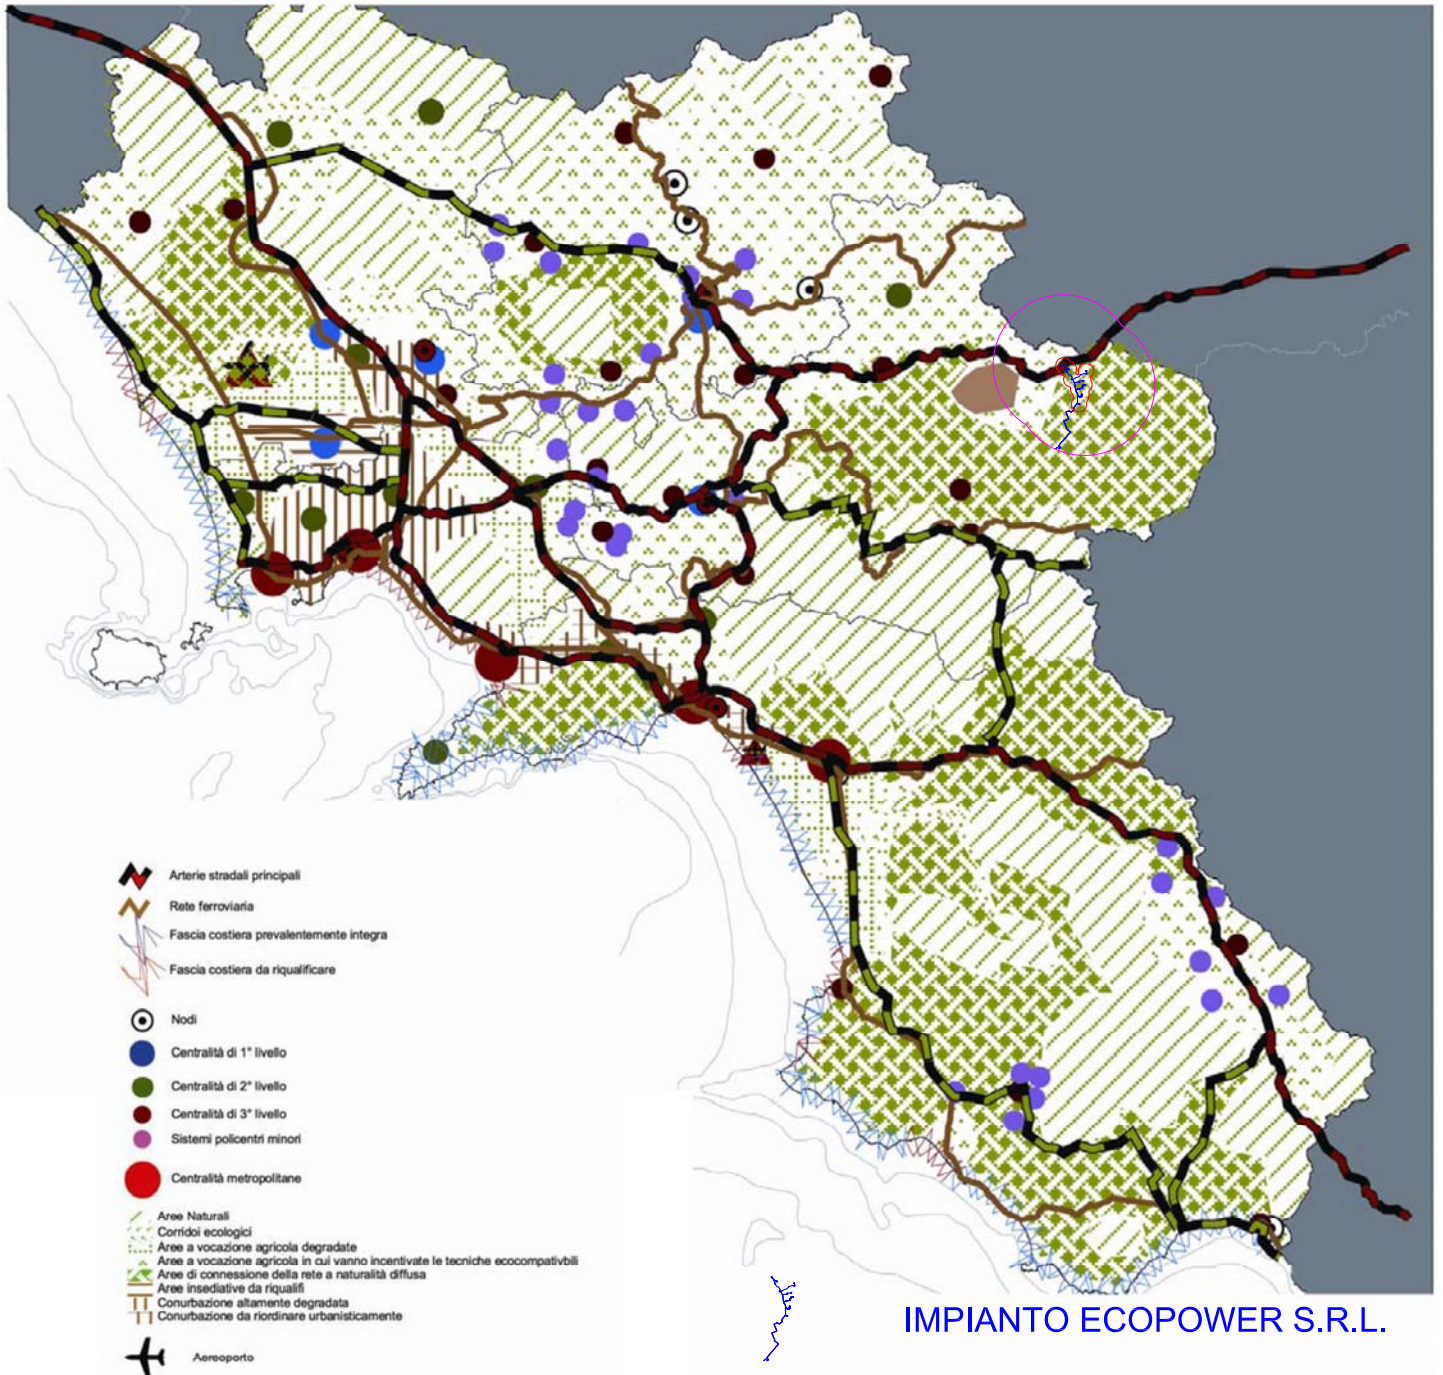 Arterie stradali principali
Rete ferroviaria
Fascia costiera prevalentemente integra
Fascia costiera da riqualificare
Nodi
Centralità di 1° livello
Centralità di 2° livello
Centralità di 3° livello
Sistemi policentri minori
Centralità metropolitane
Aree Naturali
Corridoi ecologici
Aree a vocazione agricola degradate
Aree a vocazione agricola in cui vanno incentivate le tecniche ecocompativbili
Aree di connessione della rete a naturalità diffusa
Aree insediative da riqualifi
Conurbazione altamente degradata
Conurbazione da riordinare urbanisticamente
Aereoporto
IMPIANTO ECOPOWER S.R.L.